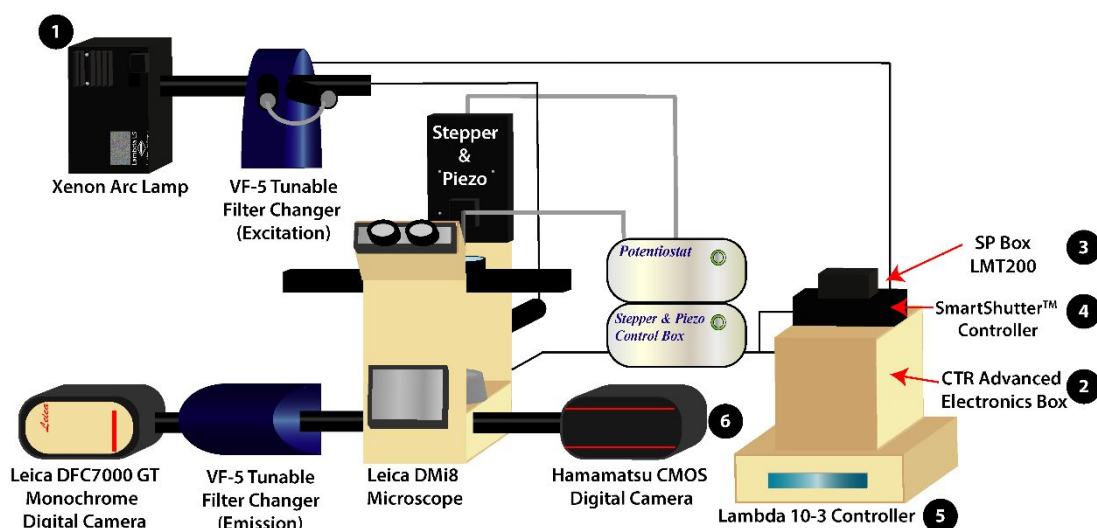 1
Xenon Arc Lamp
VF-5 Tunable
Filter Changer
(Excitation)
Stepper
&
Piezo
Potentiostat
Stepper & Piezo
Control Box
SP Box
LMT200
3
SmartShutter™
Controller
4
CTR Advanced
Electronics Box
2
Leica
Leica DFC7000 GT
Monochrome
Digital Camera
VF-5 Tunable
Filter Changer
(Emission)
Leica DMi8
Microscope
Hamamatsu CMOS
Digital Camera
6
Lambda 10-3 Controller
5